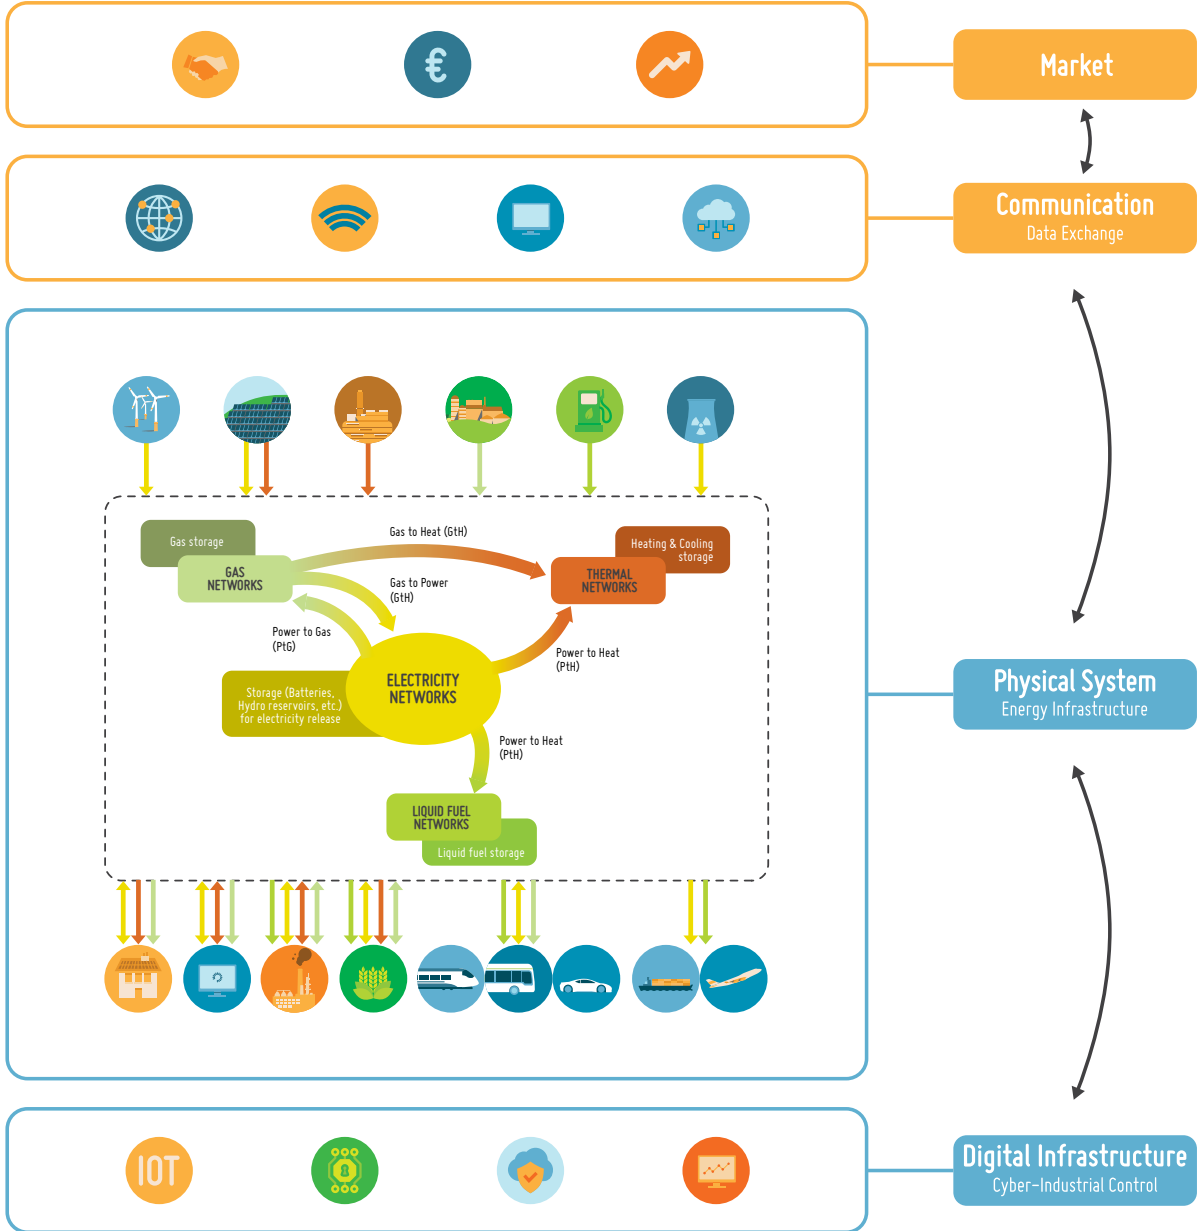 €
Market
Communication
Data Exchange
Gas storage
GAS
NETWORKS
Gas to Heat (GtH)
Heating & Cooling
storage
THERMAL
NETWORKS
Gas to Power
(GtH)
Power to Gas
(PtG)
Power to Heat
(PtH)
Storage (Batteries,
Hydro reservoirs, etc.)
for electricity release
ELECTRICITY
NETWORKS
Power to Heat
(PtH)
LIQUID FUEL
NETWORKS
Liquid fuel storage
Physical System
Energy Infrastructure
IOT
Digital Infrastructure
Cyber-Industrial Control